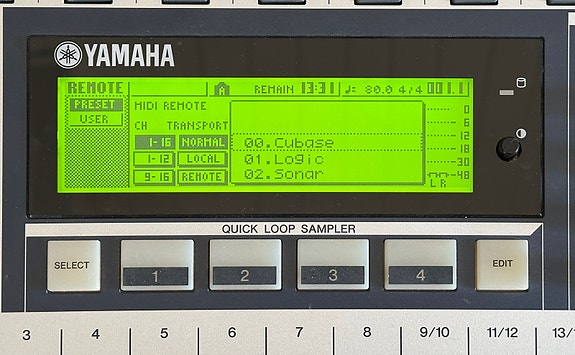 YAMAHA
REMOTE REMAIN 13:31 ♩= 80.0 4/4 001.1
PRESET
USER
MIDI REMOTE
CH TRANSPORT
1-16 NORMAL
1-12 LOCAL
9-16 REMOTE
00.Cubase
01.Logic
02.Sonar
0
6
12
18
30
48
L R
QUICK LOOP SAMPLER
SELECT 1 2 3 4 EDIT
3 4 5 6 7 8 9/10 11/12 13/1